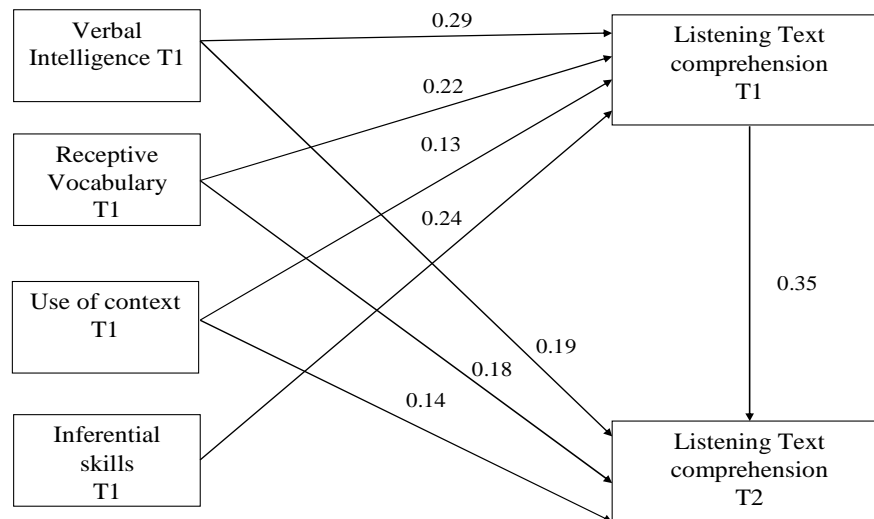 Verbal
Intelligence T1
Receptive
Vocabulary
T1
Use of context
T1
Inferential
skills
T1
0.29
0.22
0.13
0.24
0.19
0.18
0.14
Listening Text
comprehension
T1
0.35
Listening Text
comprehension
T2